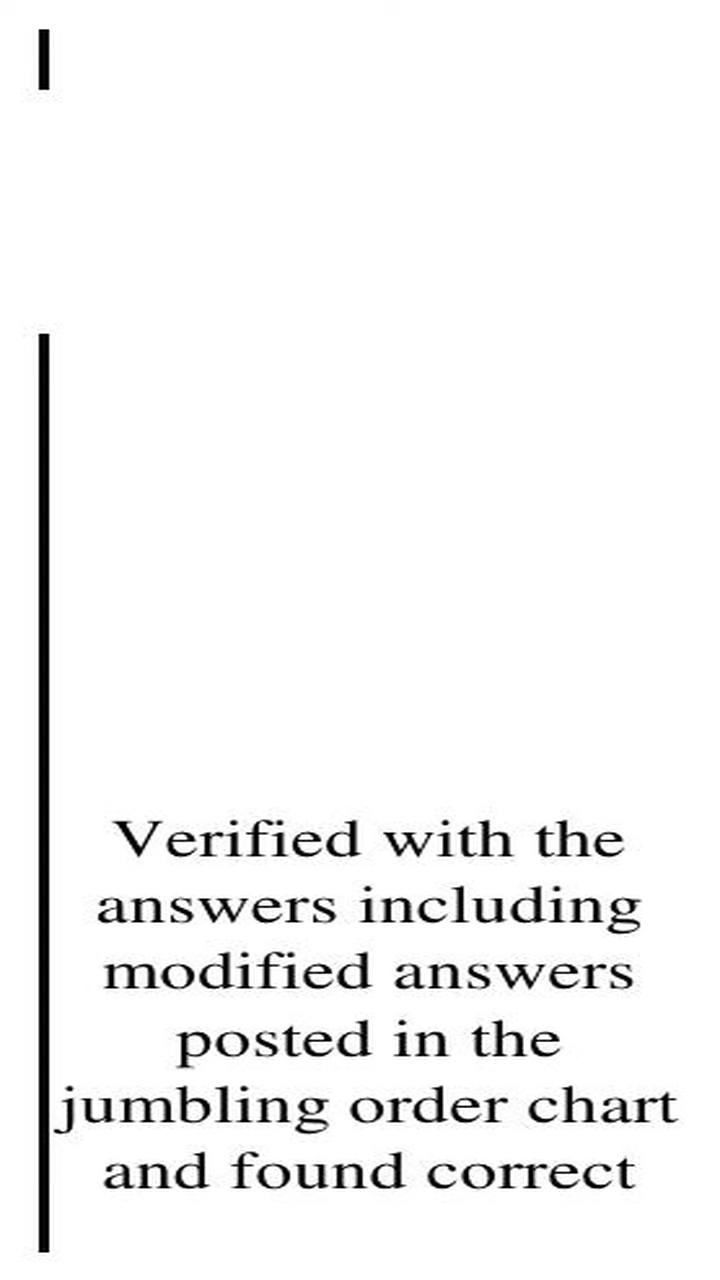 Verified with the
answers including
modified answers
posted in the
jumbling order chart
and found correct